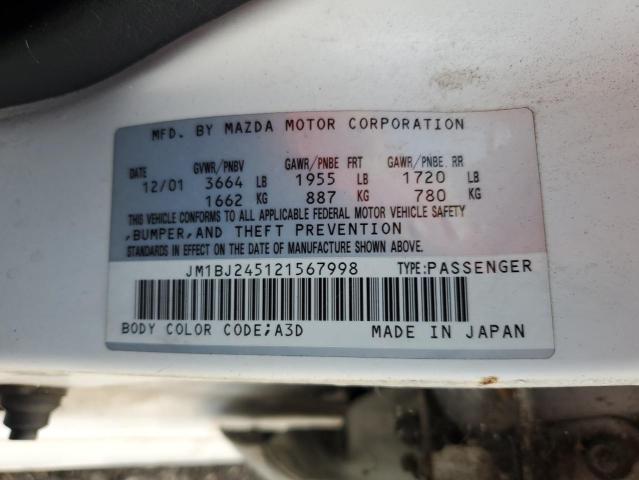 MFD. BY MAZDA MOTOR CORPORATION
DATE GVWR/PNBV GAWR/PNBE FRT GAWR/PNBE. RR
12/01 3664 LB 1955 LB 1720 LB
1662 KG 887 KG 780 KG
THIS VEHICLE CONFORMS TO ALL APPLICABLE FEDERAL MOTOR VEHICLE SAFETY
,BUMPER,AND THEFT PREVENTION
STANDARDS IN EFFECT ON THE DATE OF MANUFACTURE SHOWN ABOVE.
JM1BJ245121567998 TYPE:PASSENGER
BODY COLOR CODE;A3D MADE IN JAPAN